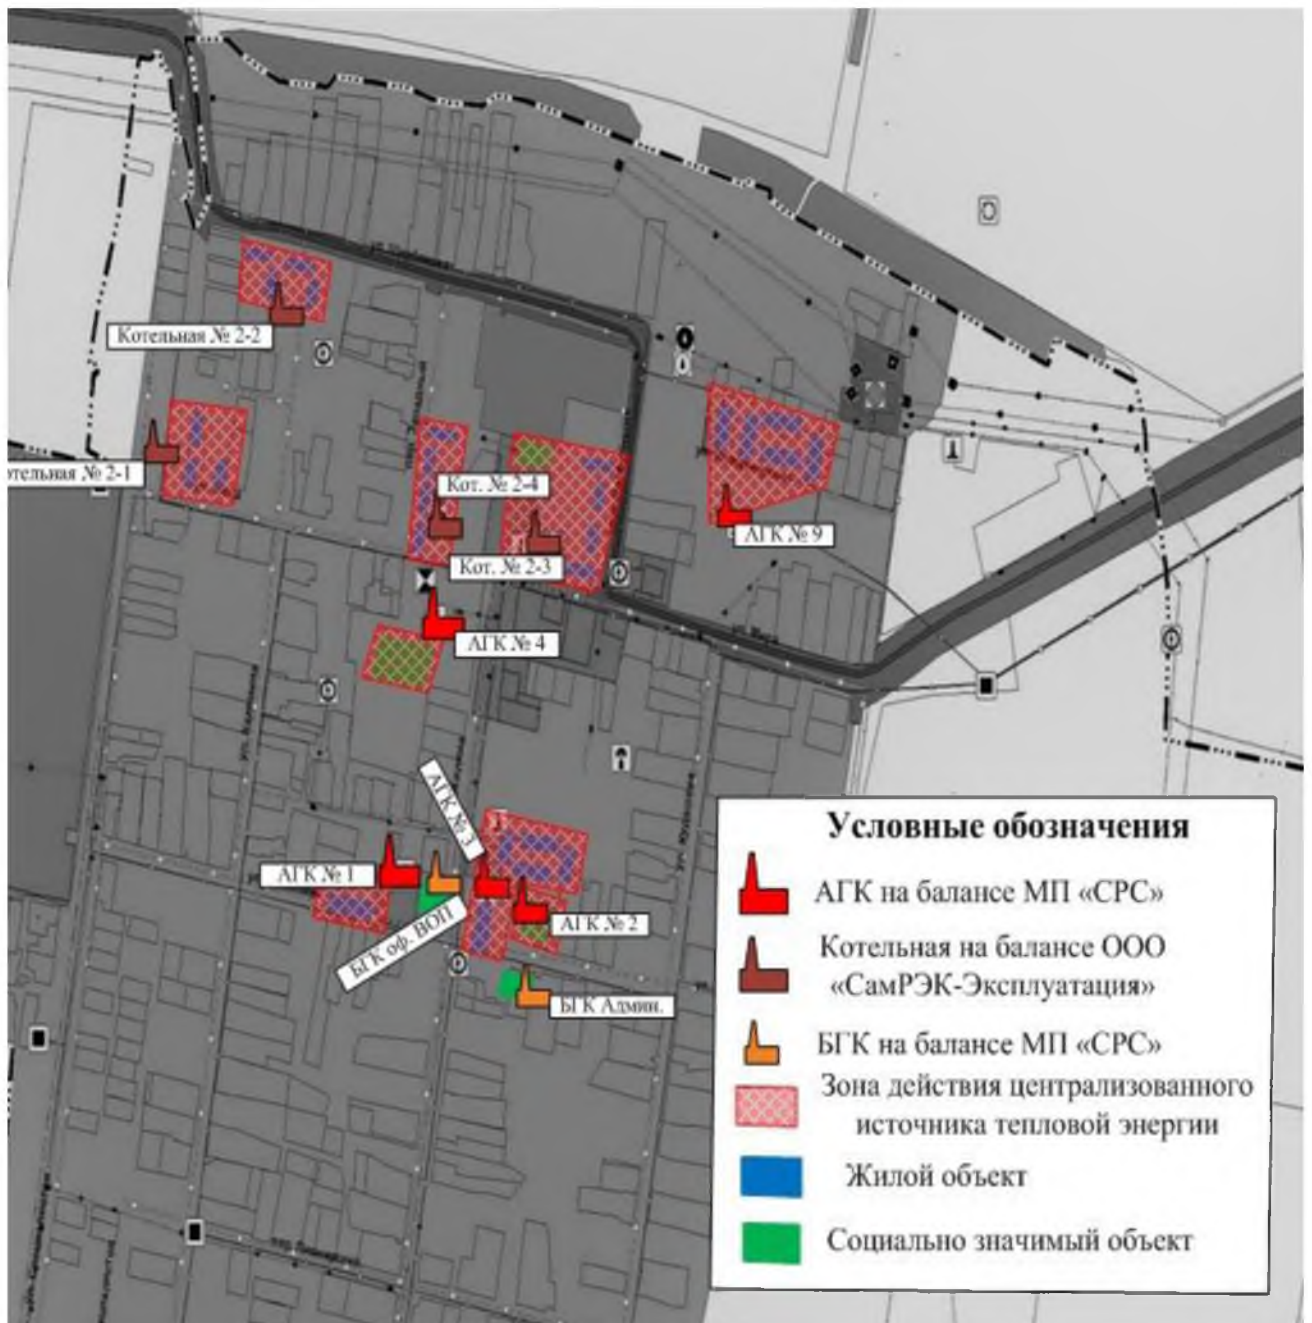 Котельная № 2-2
отельная № 2-1
Кот. № 2-4
Кот. № 2-3
АГК № 9
АГК № 4
АГК № 3
АГК № 1
АГК № 2
БГК оф. ВОП
БГК Админ.
Условные обозначения
АГК на балансе МП «СРС»
Котельная на балансе ООО
«СамРЭК-Эксплуатация»
БГК на балансе МП «СРС»
Зона действия централизованного
источника тепловой энергии
Жилой объект
Социально значимый объект